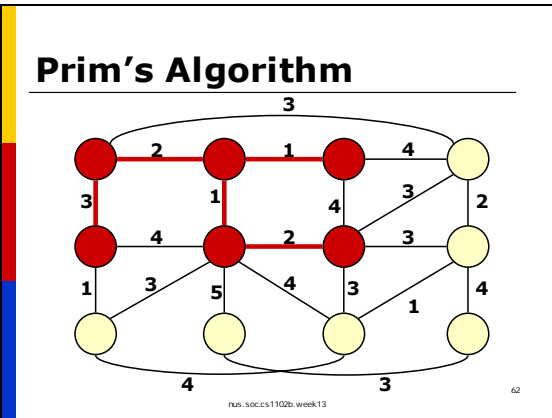 Prim's Algorithm
3
2 1 4
3 1 4 3 2
4 2 3
1 3 5 4 3 1 4
4 3
nus.soc.cs1102b.week13
62